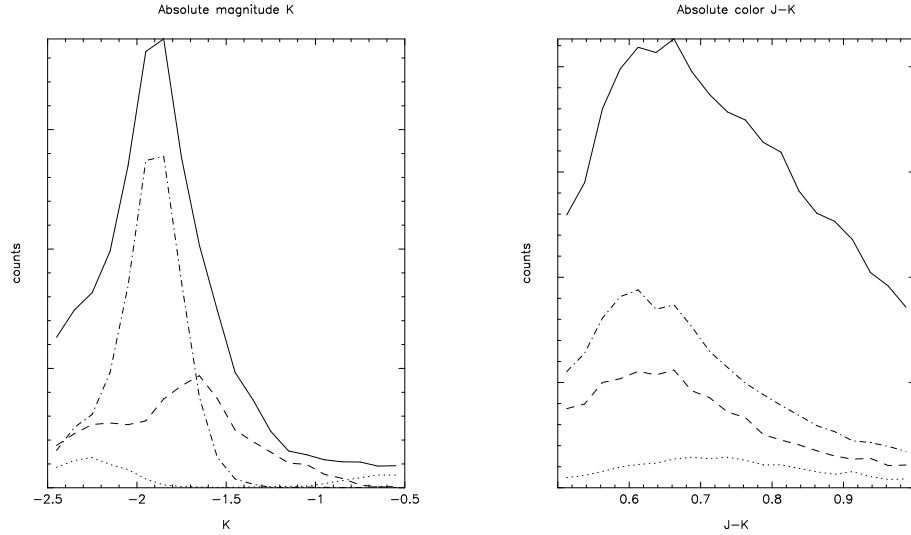 Absolute magnitude K
counts
−2.5 −2 −1.5 −1 −0.5
K
Absolute color J−K
counts
0.6 0.7 0.8 0.9
J−K